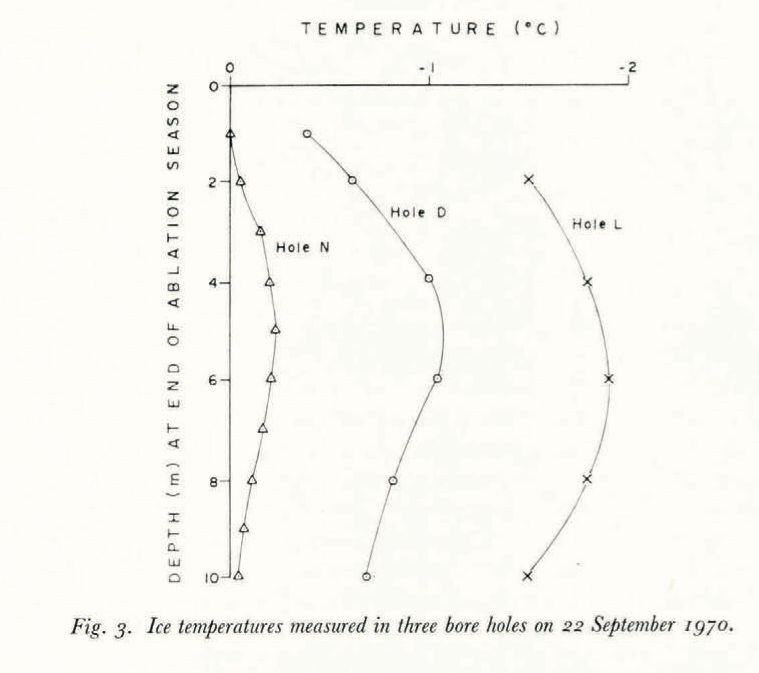 TEMPERATURE (°C)
0 -1 -2
DEPTH (m) AT END OF ABLATION SEASON
0
2
4
6
8
10
Hole N
Hole D
Hole L
Fig. 3. Ice temperatures measured in three bore holes on 22 September 1970.